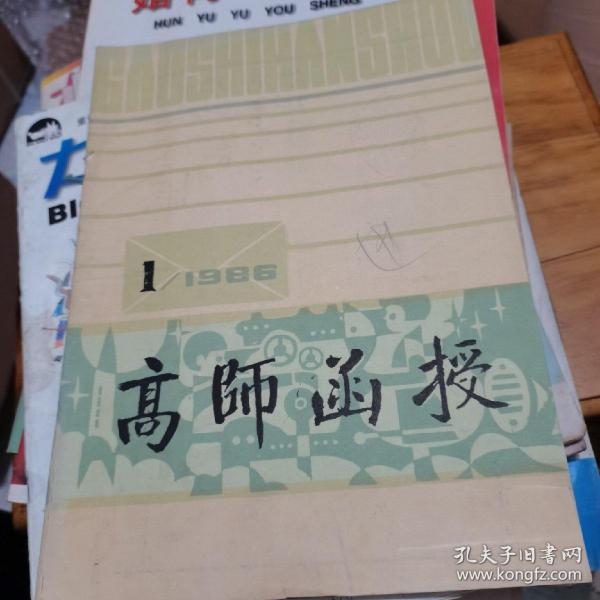 HUN YU YU YOU SHENG
GAOSHIHANSHOU
BI
1/1986
高師函授
孔夫子旧书网
www.kongfz.com